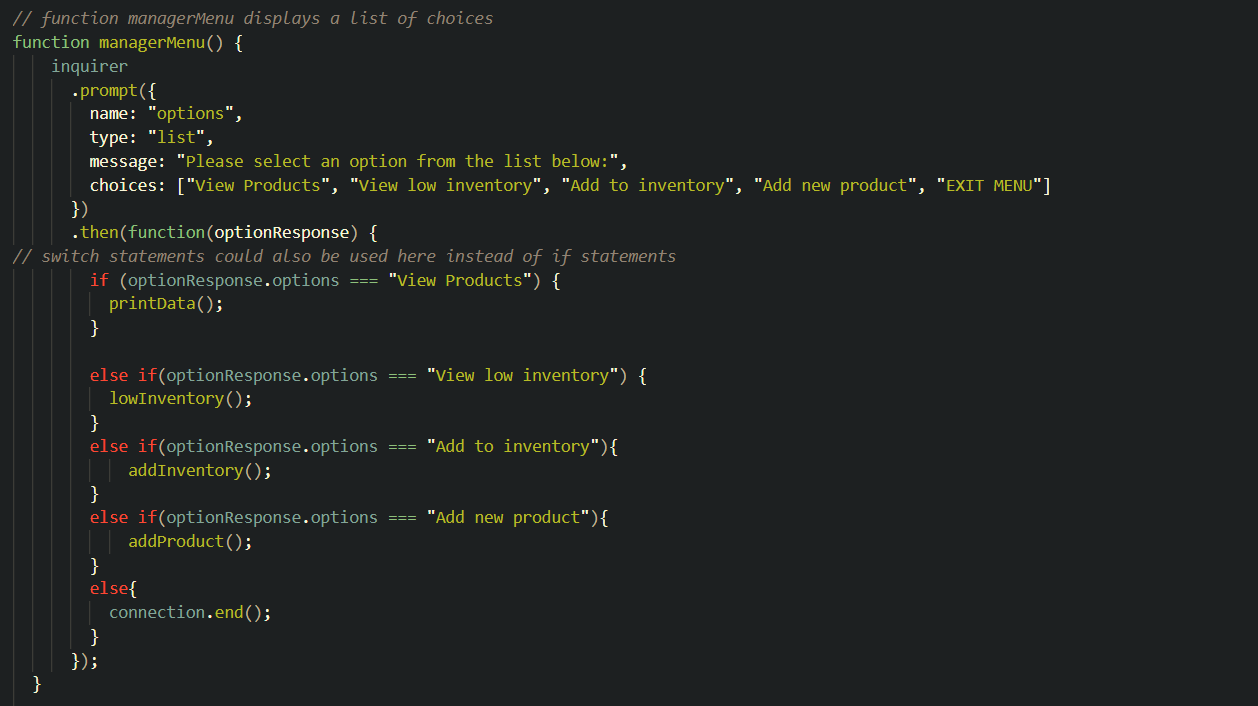 // function managerMenu displays a list of choices
function managerMenu() {
    inquirer
      .prompt({
        name: "options",
        type: "list",
        message: "Please select an option from the list below:",
        choices: ["View Products", "View low inventory", "Add to inventory", "Add new product", "EXIT MENU"]
      })
      .then(function(optionResponse) {
// switch statements could also be used here instead of if statements
        if (optionResponse.options === "View Products") {
          printData();
        }

        else if(optionResponse.options === "View low inventory") {
          lowInventory();
        }
        else if(optionResponse.options === "Add to inventory"){
            addInventory();
        }
        else if(optionResponse.options === "Add new product"){
            addProduct();
        }
        else{
          connection.end();
        }
      });
  }